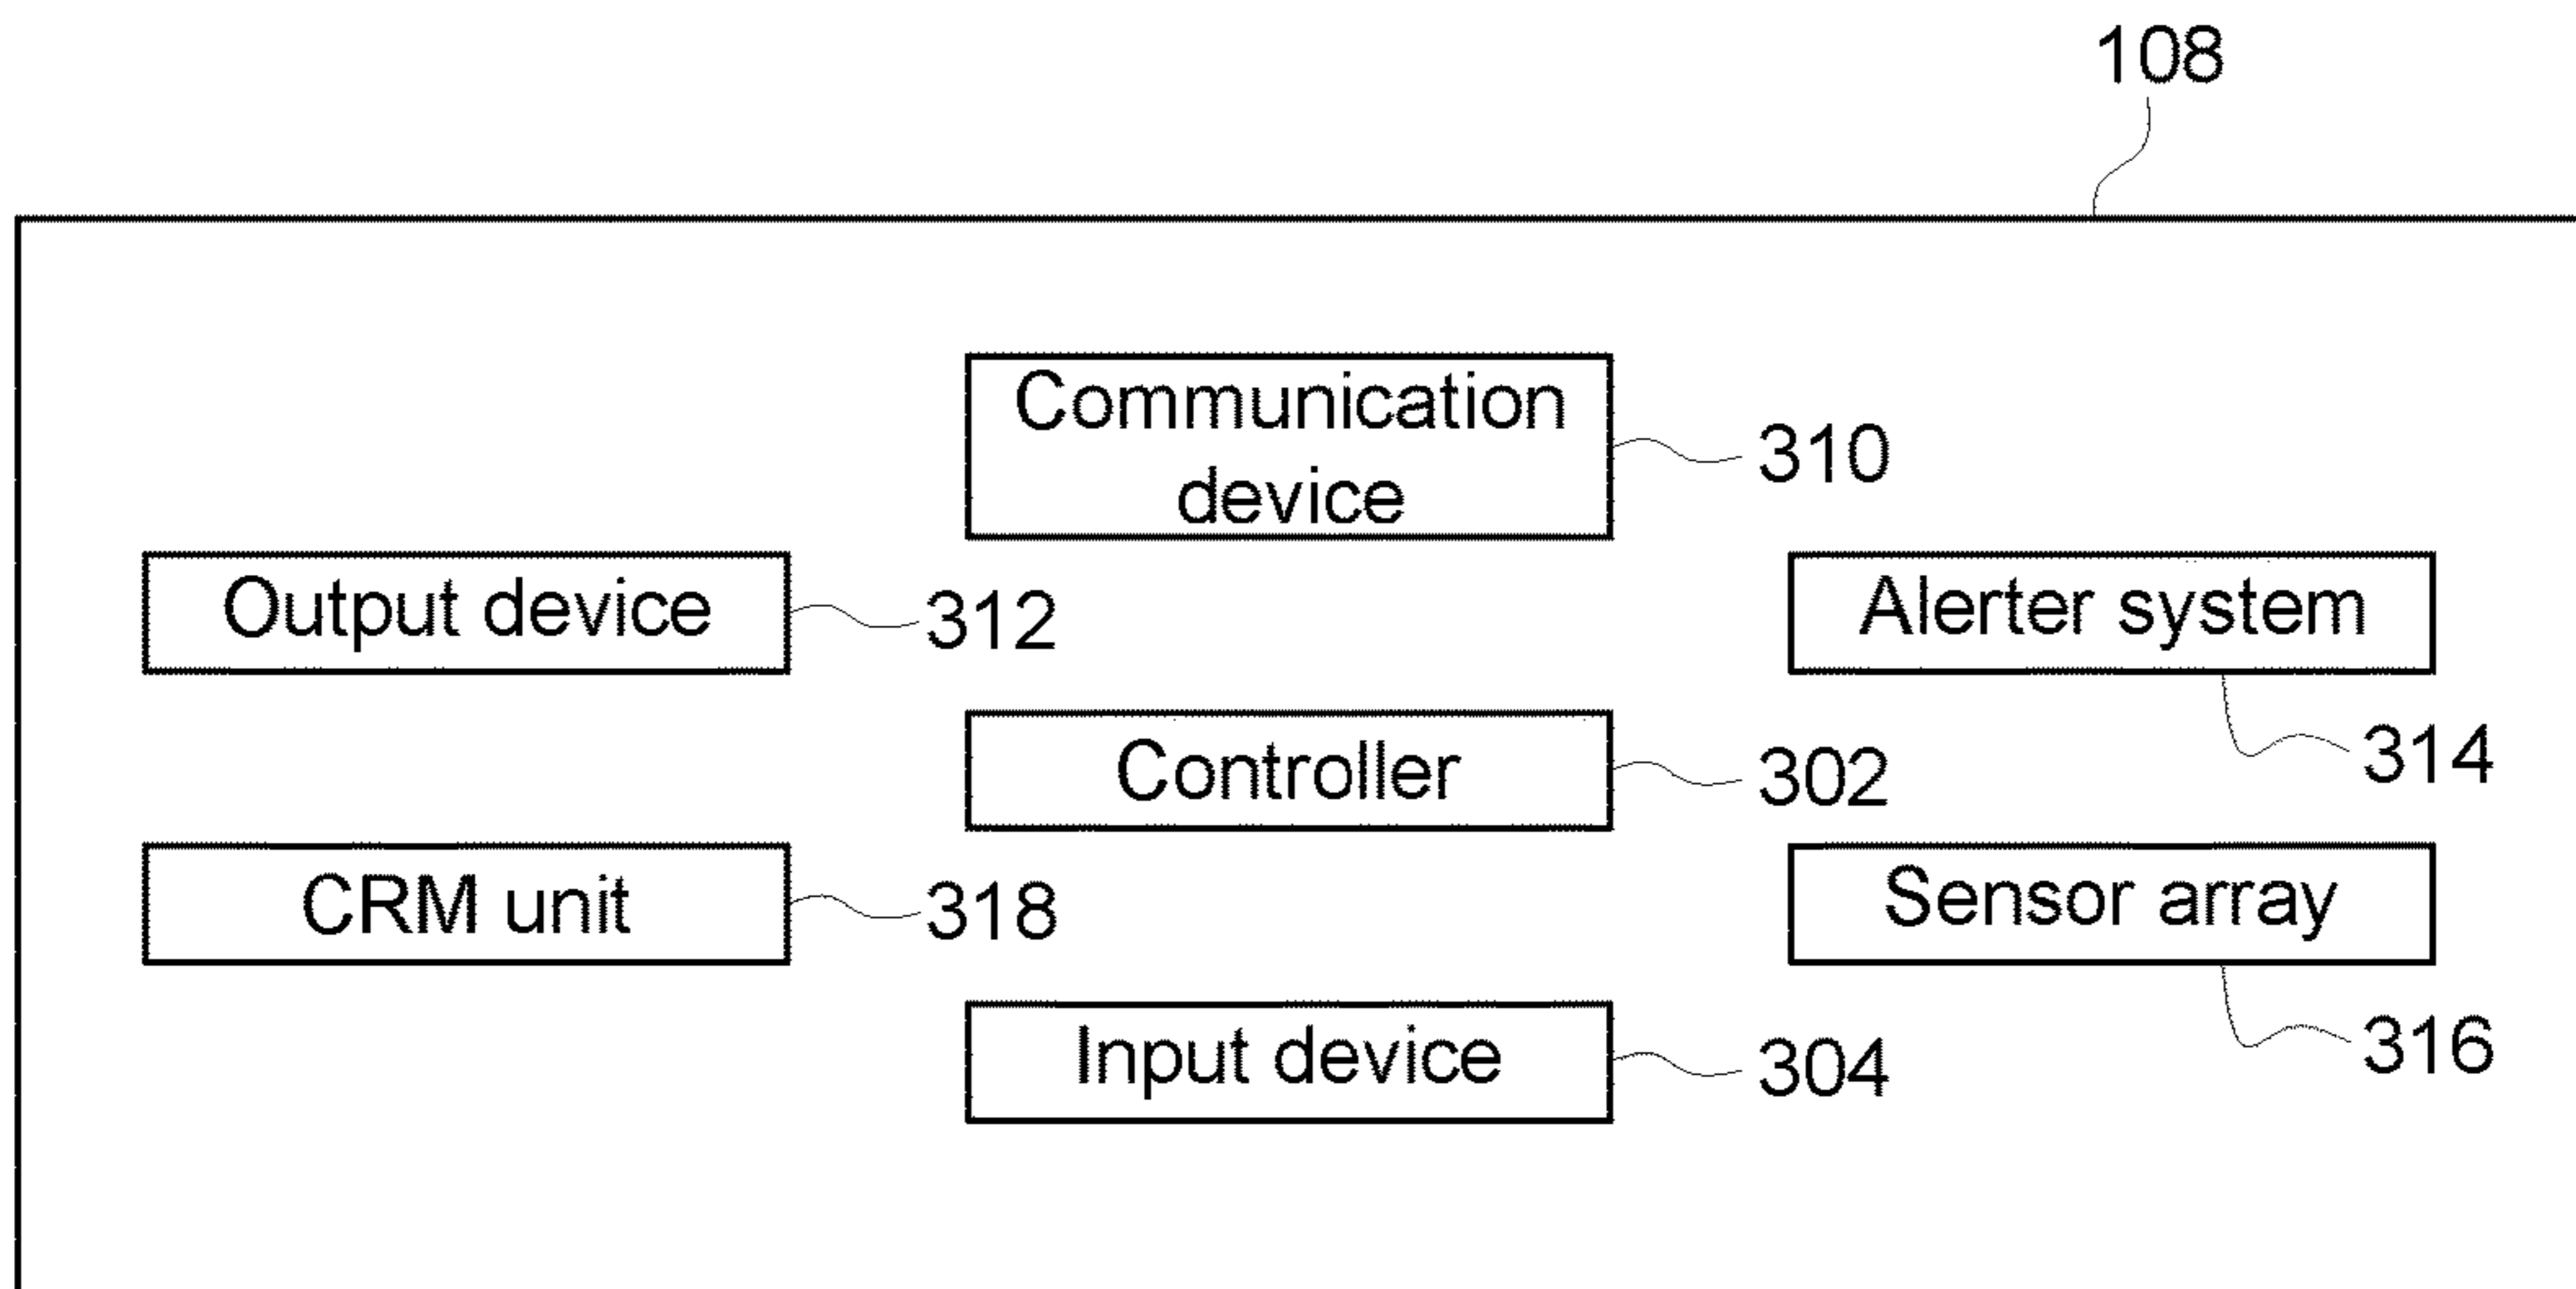 108
Communication
device
310
Output device
312
Alerter system
314
Controller
302
CRM unit
318
Sensor array
316
Input device
304